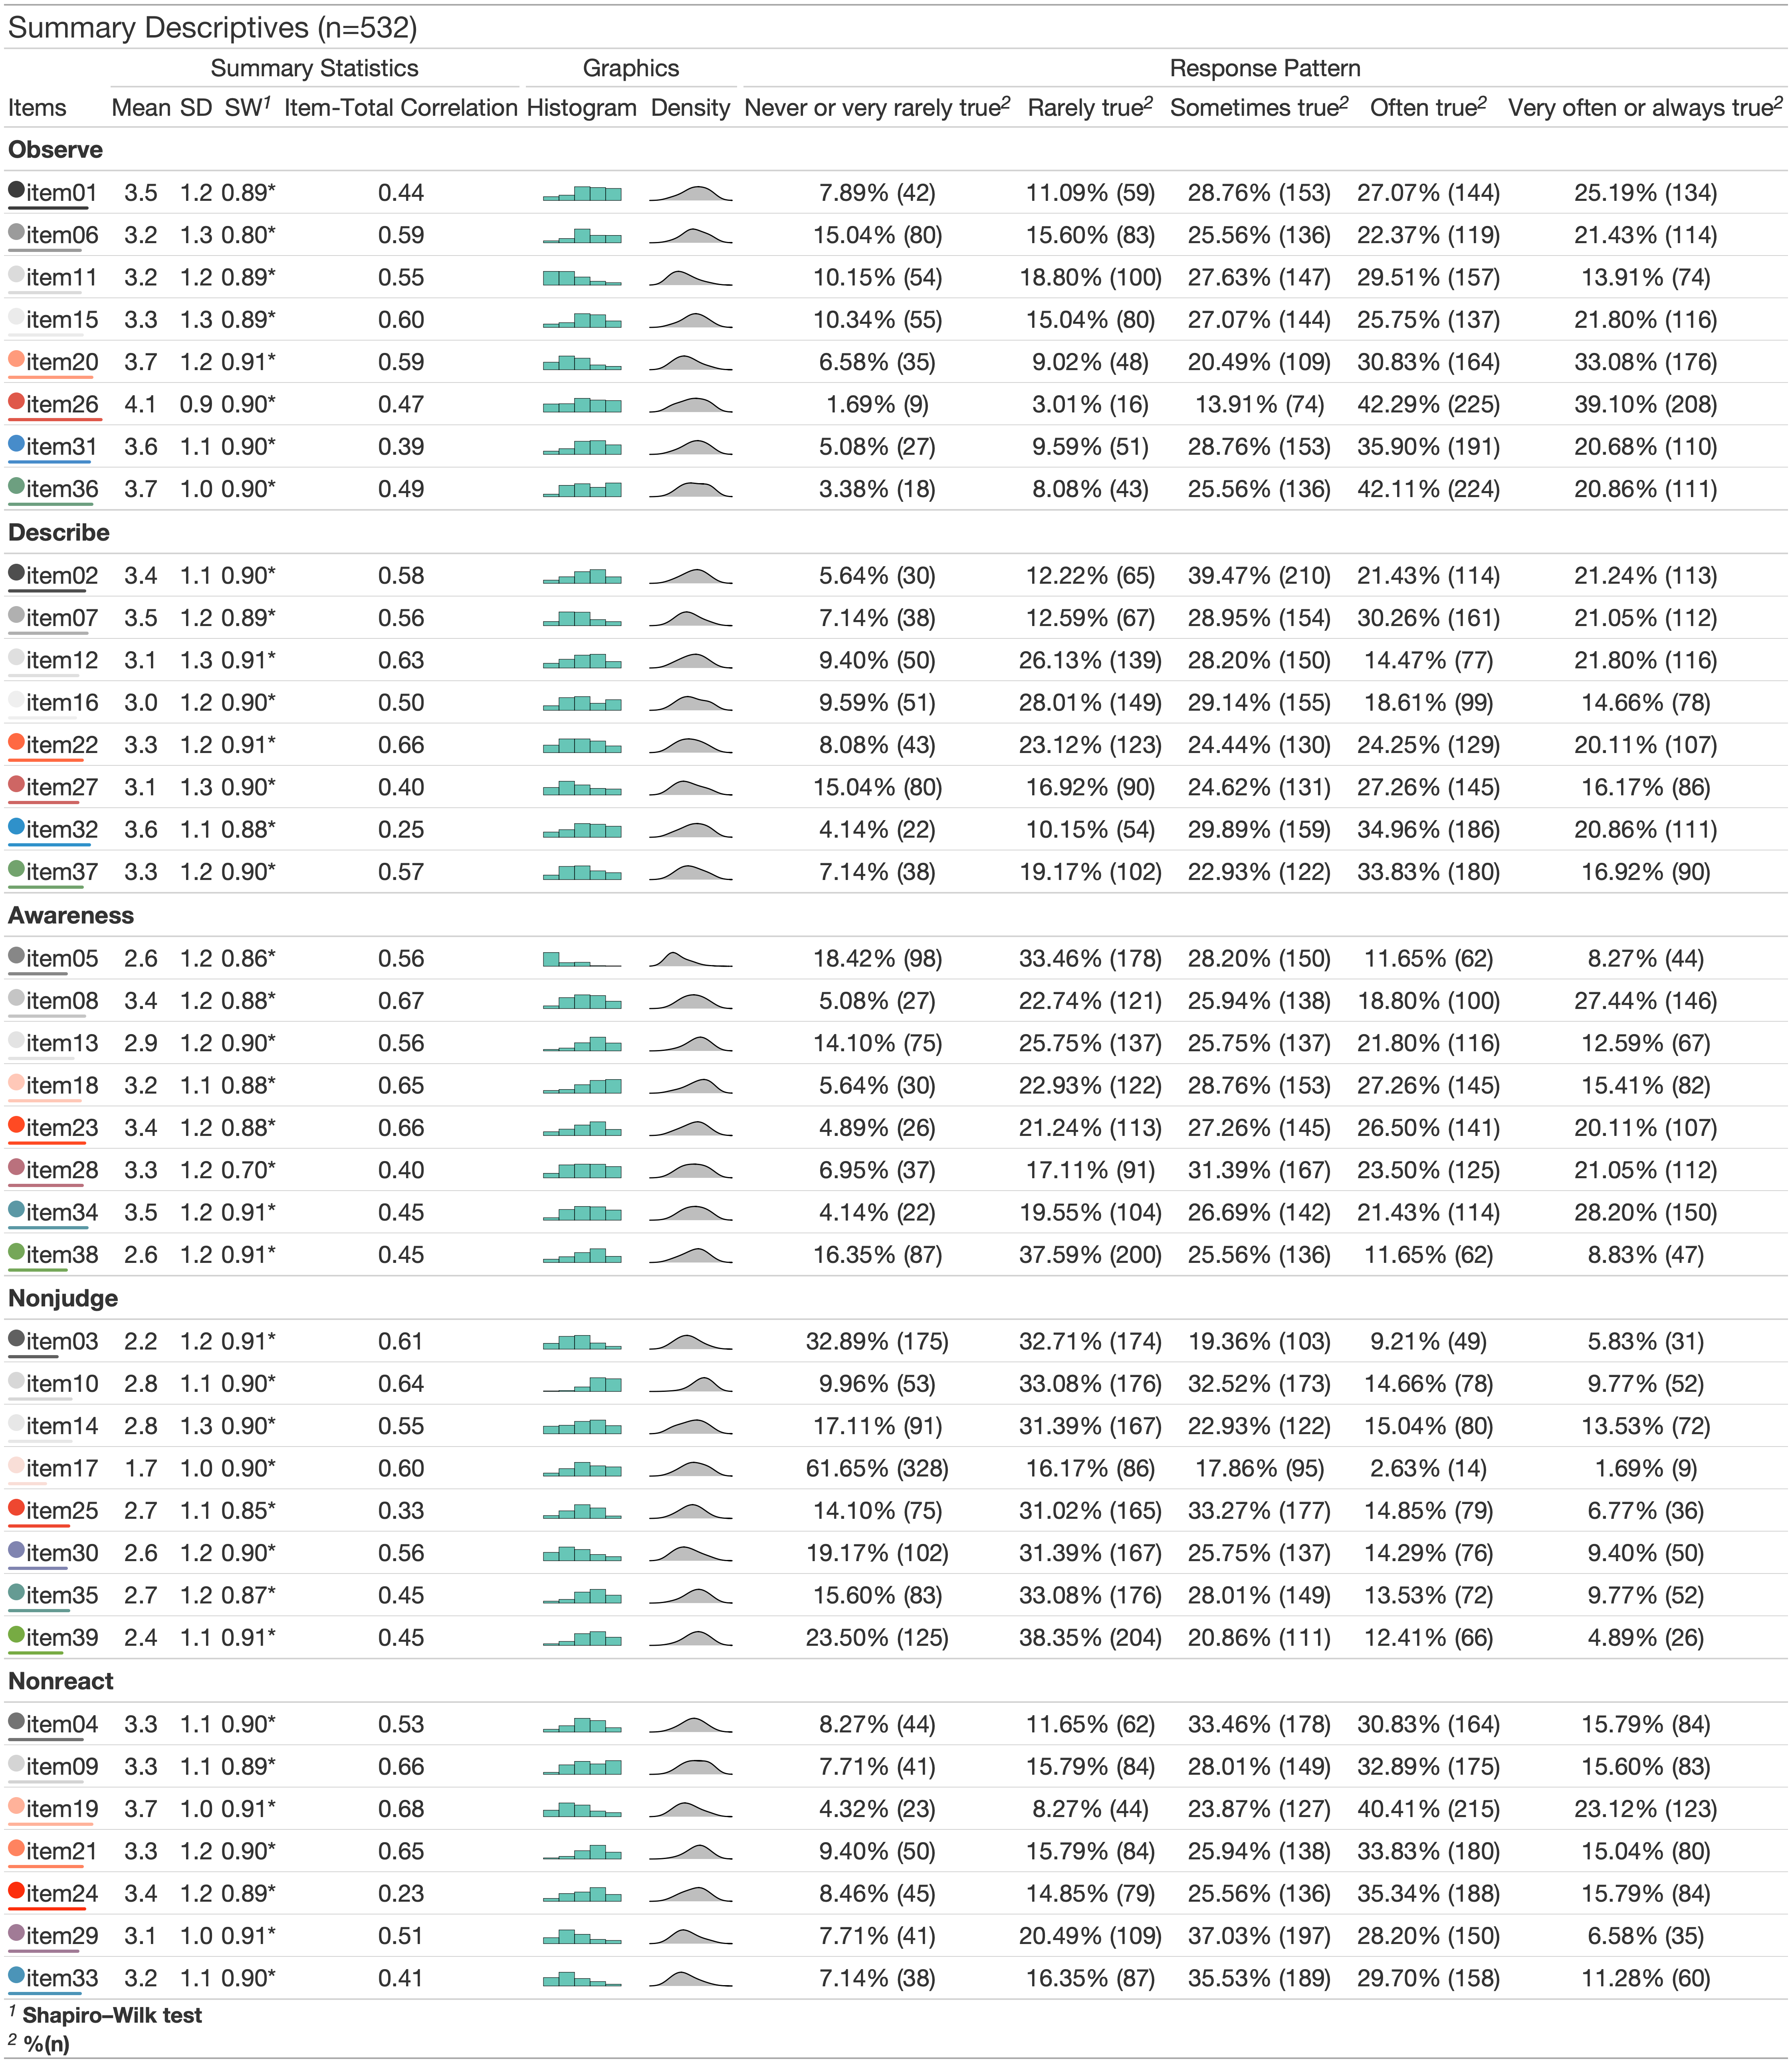 Summary Descriptives (n=532)
Summary Statistics Graphics Response Pattern
Items Mean SD SW1 Item-Total Correlation Histogram Density Never or very rarely true2 Rarely true2 Sometimes true2 Often true2 Very often or always true2
Observe
item01 3.5 1.2 0.89* 0.44 7.89% (42) 11.09% (59) 28.76% (153) 27.07% (144) 25.19% (134)
item06 3.2 1.3 0.80* 0.59 15.04% (80) 15.60% (83) 25.56% (136) 22.37% (119) 21.43% (114)
item11 3.2 1.2 0.89* 0.55 10.15% (54) 18.80% (100) 27.63% (147) 29.51% (157) 13.91% (74)
item15 3.3 1.3 0.89* 0.60 10.34% (55) 15.04% (80) 27.07% (144) 25.75% (137) 21.80% (116)
item20 3.7 1.2 0.91* 0.59 6.58% (35) 9.02% (48) 20.49% (109) 30.83% (164) 33.08% (176)
item26 4.1 0.9 0.90* 0.47 1.69% (9) 3.01% (16) 13.91% (74) 42.29% (225) 39.10% (208)
item31 3.6 1.1 0.90* 0.39 5.08% (27) 9.59% (51) 28.76% (153) 35.90% (191) 20.68% (110)
item36 3.7 1.0 0.90* 0.49 3.38% (18) 8.08% (43) 25.56% (136) 42.11% (224) 20.86% (111)
Describe
item02 3.4 1.1 0.90* 0.58 5.64% (30) 12.22% (65) 39.47% (210) 21.43% (114) 21.24% (113)
item07 3.5 1.2 0.89* 0.56 7.14% (38) 12.59% (67) 28.95% (154) 30.26% (161) 21.05% (112)
item12 3.1 1.3 0.91* 0.63 9.40% (50) 26.13% (139) 28.20% (150) 14.47% (77) 21.80% (116)
item16 3.0 1.2 0.90* 0.50 9.59% (51) 28.01% (149) 29.14% (155) 18.61% (99) 14.66% (78)
item22 3.3 1.2 0.91* 0.66 8.08% (43) 23.12% (123) 24.44% (130) 24.25% (129) 20.11% (107)
item27 3.1 1.3 0.90* 0.40 15.04% (80) 16.92% (90) 24.62% (131) 27.26% (145) 16.17% (86)
item32 3.6 1.1 0.88* 0.25 4.14% (22) 10.15% (54) 29.89% (159) 34.96% (186) 20.86% (111)
item37 3.3 1.2 0.90* 0.57 7.14% (38) 19.17% (102) 22.93% (122) 33.83% (180) 16.92% (90)
Awareness
item05 2.6 1.2 0.86* 0.56 18.42% (98) 33.46% (178) 28.20% (150) 11.65% (62) 8.27% (44)
item08 3.4 1.2 0.88* 0.67 5.08% (27) 22.74% (121) 25.94% (138) 18.80% (100) 27.44% (146)
item13 2.9 1.2 0.90* 0.56 14.10% (75) 25.75% (137) 25.75% (137) 21.80% (116) 12.59% (67)
item18 3.2 1.1 0.88* 0.65 5.64% (30) 22.93% (122) 28.76% (153) 27.26% (145) 15.41% (82)
item23 3.4 1.2 0.88* 0.66 4.89% (26) 21.24% (113) 27.26% (145) 26.50% (141) 20.11% (107)
item28 3.3 1.2 0.70* 0.40 6.95% (37) 17.11% (91) 31.39% (167) 23.50% (125) 21.05% (112)
item34 3.5 1.2 0.91* 0.45 4.14% (22) 19.55% (104) 26.69% (142) 21.43% (114) 28.20% (150)
item38 2.6 1.2 0.91* 0.45 16.35% (87) 37.59% (200) 25.56% (136) 11.65% (62) 8.83% (47)
Nonjudge
item03 2.2 1.2 0.91* 0.61 32.89% (175) 32.71% (174) 19.36% (103) 9.21% (49) 5.83% (31)
item10 2.8 1.1 0.90* 0.64 9.96% (53) 33.08% (176) 32.52% (173) 14.66% (78) 9.77% (52)
item14 2.8 1.3 0.90* 0.55 17.11% (91) 31.39% (167) 22.93% (122) 15.04% (80) 13.53% (72)
item17 1.7 1.0 0.90* 0.60 61.65% (328) 16.17% (86) 17.86% (95) 2.63% (14) 1.69% (9)
item25 2.7 1.1 0.85* 0.33 14.10% (75) 31.02% (165) 33.27% (177) 14.85% (79) 6.77% (36)
item30 2.6 1.2 0.90* 0.56 19.17% (102) 31.39% (167) 25.75% (137) 14.29% (76) 9.40% (50)
item35 2.7 1.2 0.87* 0.45 15.60% (83) 33.08% (176) 28.01% (149) 13.53% (72) 9.77% (52)
item39 2.4 1.1 0.91* 0.45 23.50% (125) 38.35% (204) 20.86% (111) 12.41% (66) 4.89% (26)
Nonreact
item04 3.3 1.1 0.90* 0.53 8.27% (44) 11.65% (62) 33.46% (178) 30.83% (164) 15.79% (84)
item09 3.3 1.1 0.89* 0.66 7.71% (41) 15.79% (84) 28.01% (149) 32.89% (175) 15.60% (83)
item19 3.7 1.0 0.91* 0.68 4.32% (23) 8.27% (44) 23.87% (127) 40.41% (215) 23.12% (123)
item21 3.3 1.2 0.90* 0.65 9.40% (50) 15.79% (84) 25.94% (138) 33.83% (180) 15.04% (80)
item24 3.4 1.2 0.89* 0.23 8.46% (45) 14.85% (79) 25.56% (136) 35.34% (188) 15.79% (84)
item29 3.1 1.0 0.91* 0.51 7.71% (41) 20.49% (109) 37.03% (197) 28.20% (150) 6.58% (35)
item33 3.2 1.1 0.90* 0.41 7.14% (38) 16.35% (87) 35.53% (189) 29.70% (158) 11.28% (60)
1 Shapiro–Wilk test
2 %(n)